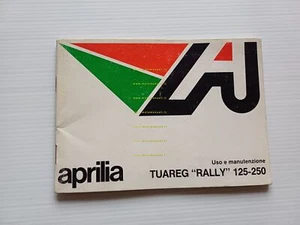 Uso e manutenzione
aprilia TUAREG "RALLY" 125-250